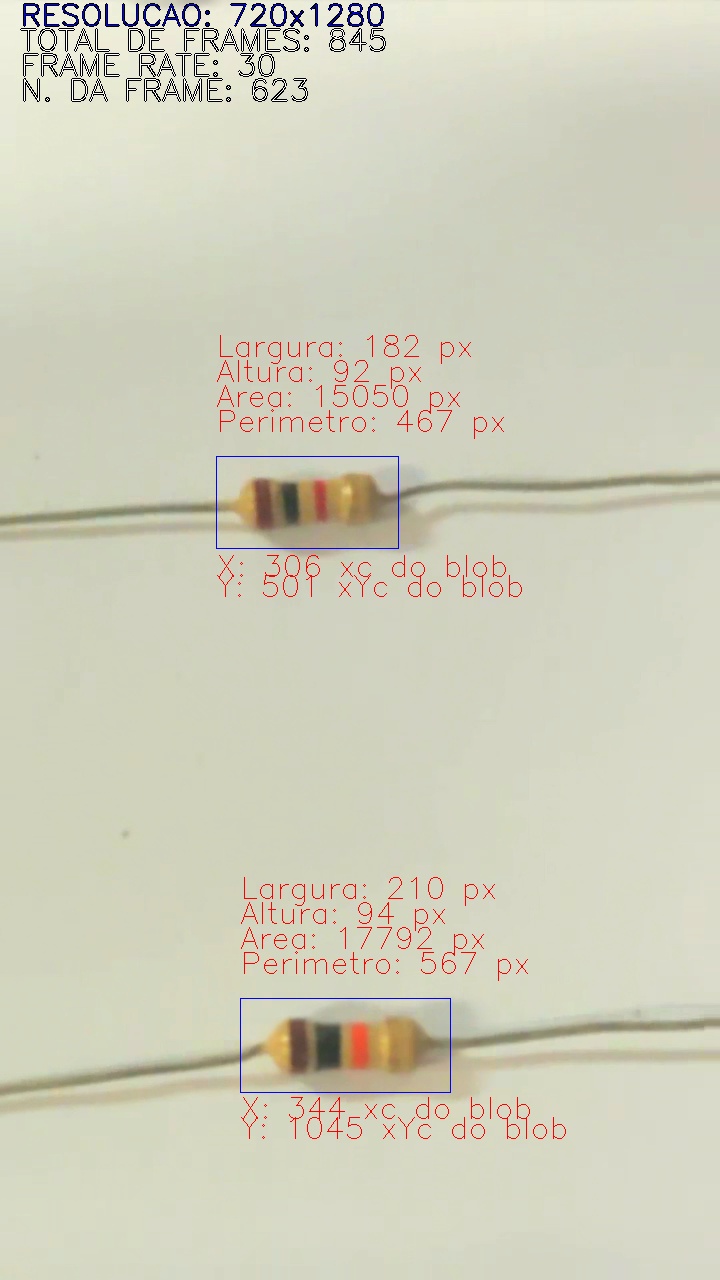 RESOLUCAO: 720x1280
TOTAL DE FRAMES: 845
FRAME RATE: 30
N. DA FRAME: 623
Largura: 182 px
Altura: 92 px
Area: 15050 px
Perimetro: 467 px
X: 306 xc do blob
Y: 501 xYc do blob
Largura: 210 px
Altura: 94 px
Area: 17792 px
Perimetro: 567 px
X: 344 xc do blob
Y: 1045 xYc do blob